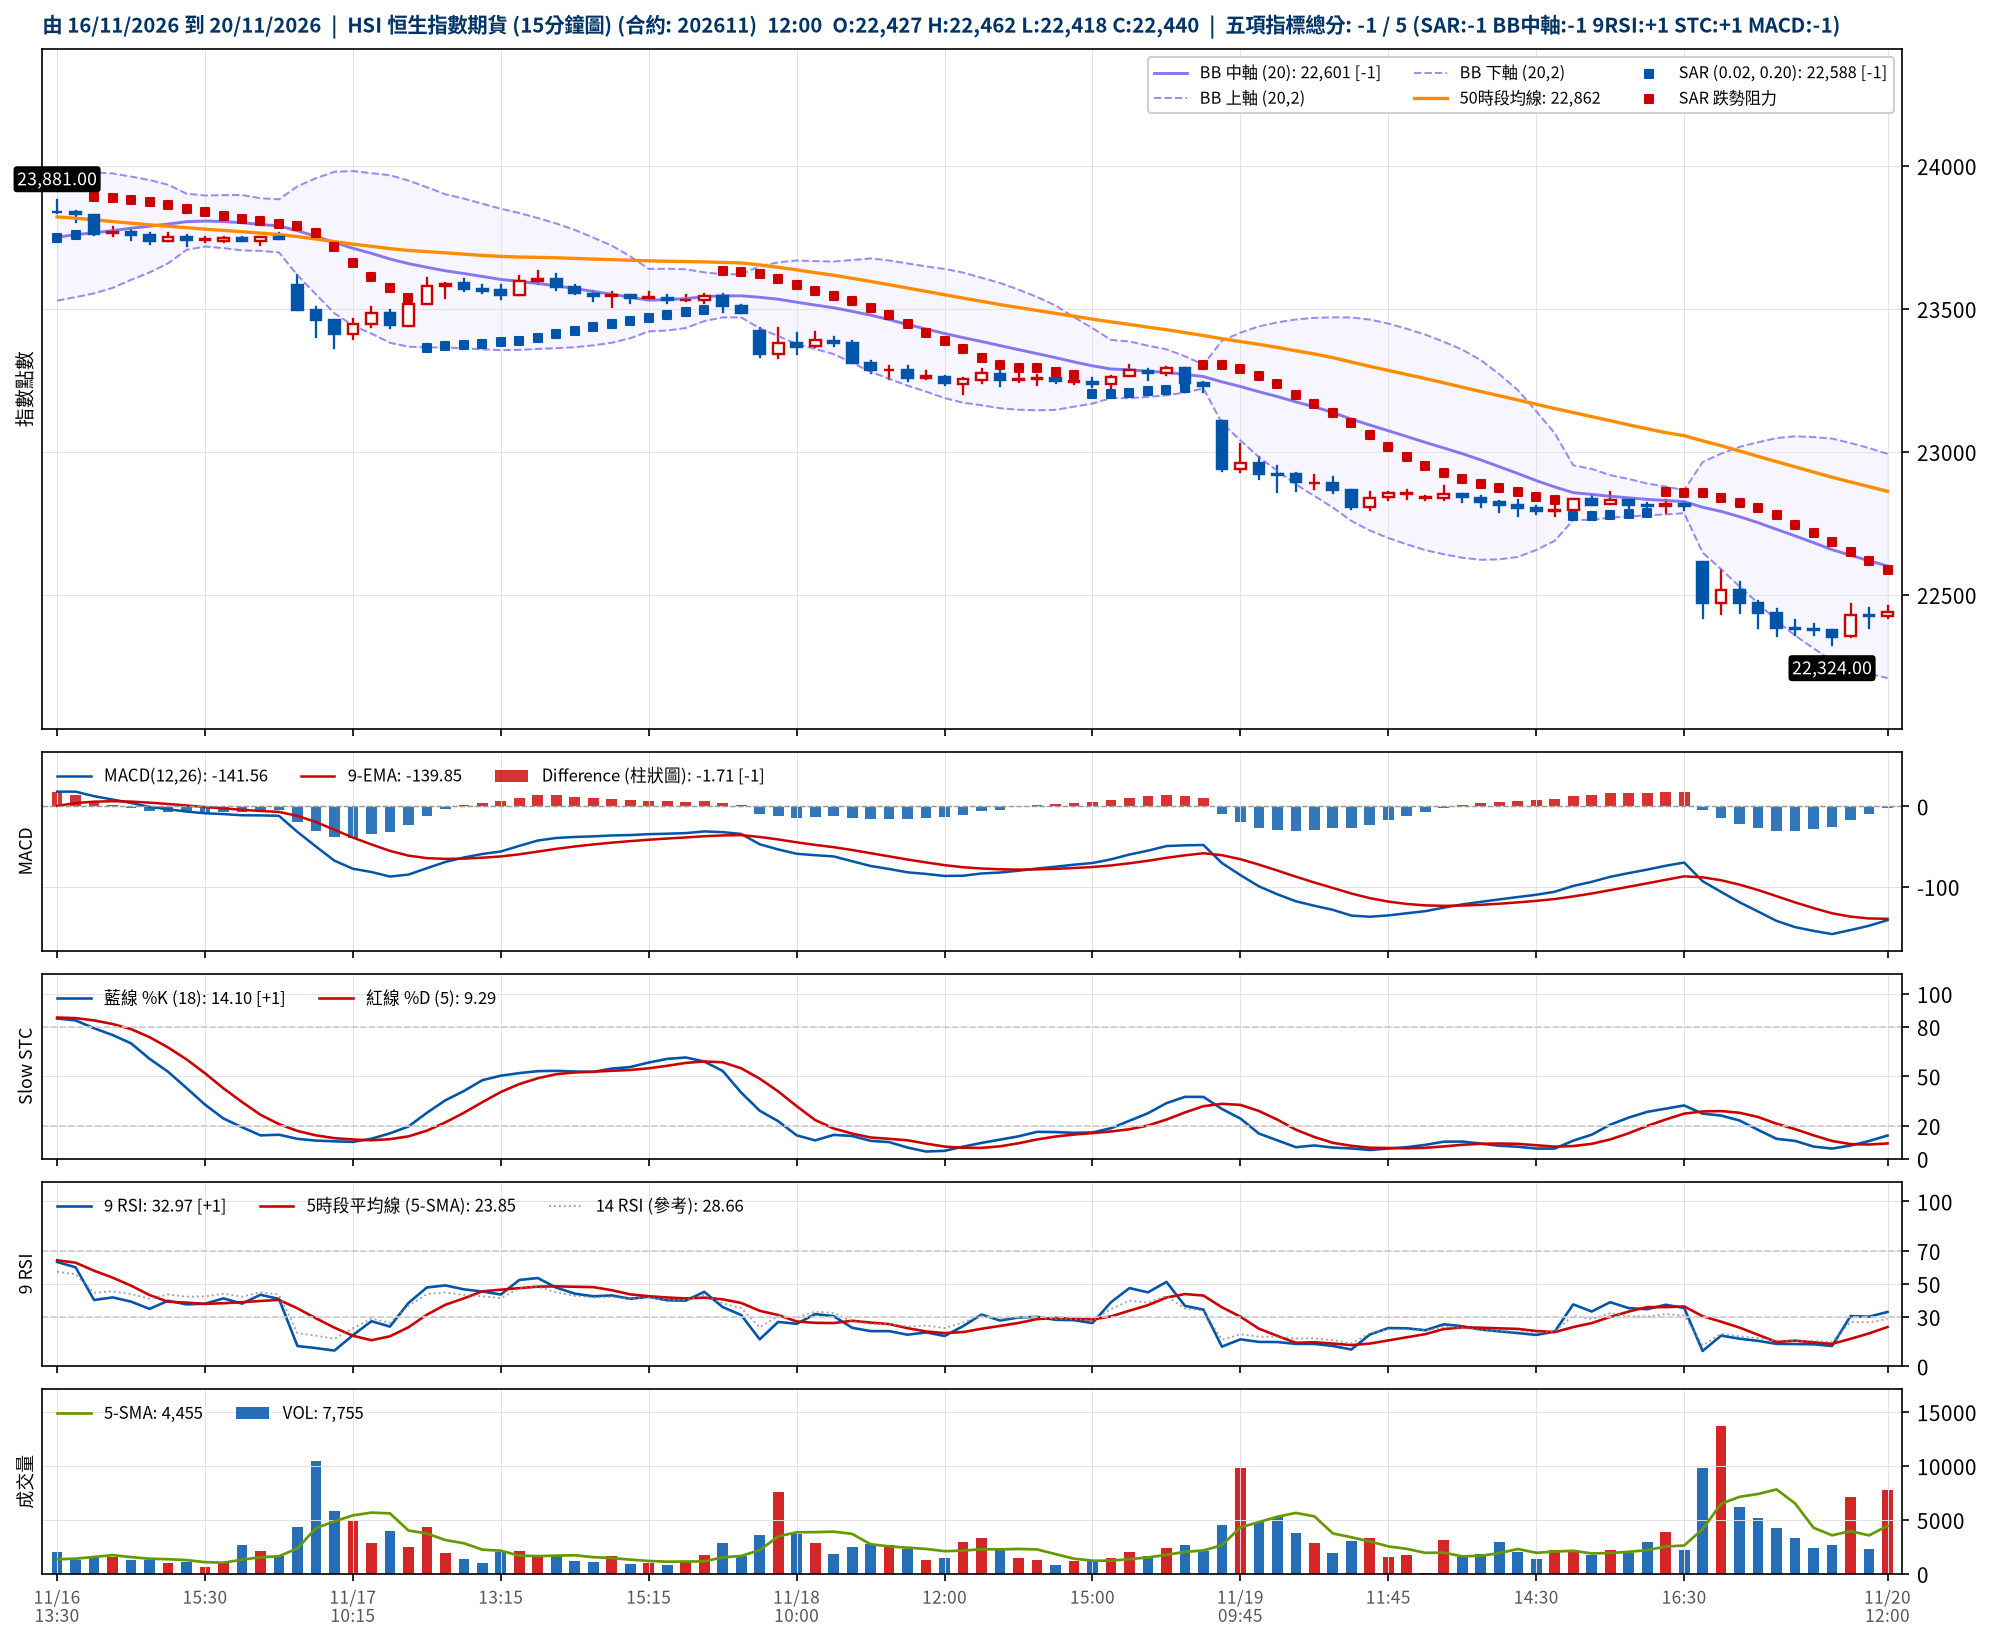 由 16/11/2026 到 20/11/2026 | HSI 恒生指數期貨 (15分鐘圖) (合約: 202611) 12:00 O:22,427 H:22,462 L:22,418 C:22,440 | 五項指標總分: -1 / 5 (SAR:-1 BB中軸:-1 9RSI:+1 STC:+1 MACD:-1)
BB 中軸 (20): 22,601 [-1]
BB 上軸 (20,2)
BB 下軸 (20,2)
50時段均線: 22,862
SAR (0.02, 0.20): 22,588 [-1]
SAR 跌勢阻力
23,881.00
22,324.00
指數點數
24000
23500
23000
22500
MACD(12,26): -141.56
9-EMA: -139.85
Difference (柱狀圖): -1.71 [-1]
MACD
0
-100
藍線 %K (18): 14.10 [+1]
紅線 %D (5): 9.29
Slow STC
100
80
50
20
0
9 RSI: 32.97 [+1]
5時段平均線 (5-SMA): 23.85
14 RSI (參考): 28.66
9 RSI
100
70
50
30
0
5-SMA: 4,455
VOL: 7,755
成交量
15000
10000
5000
0
11/16
13:30
15:30
11/17
10:15
13:15
15:15
11/18
10:00
12:00
15:00
11/19
09:45
11:45
14:30
16:30
11/20
12:00